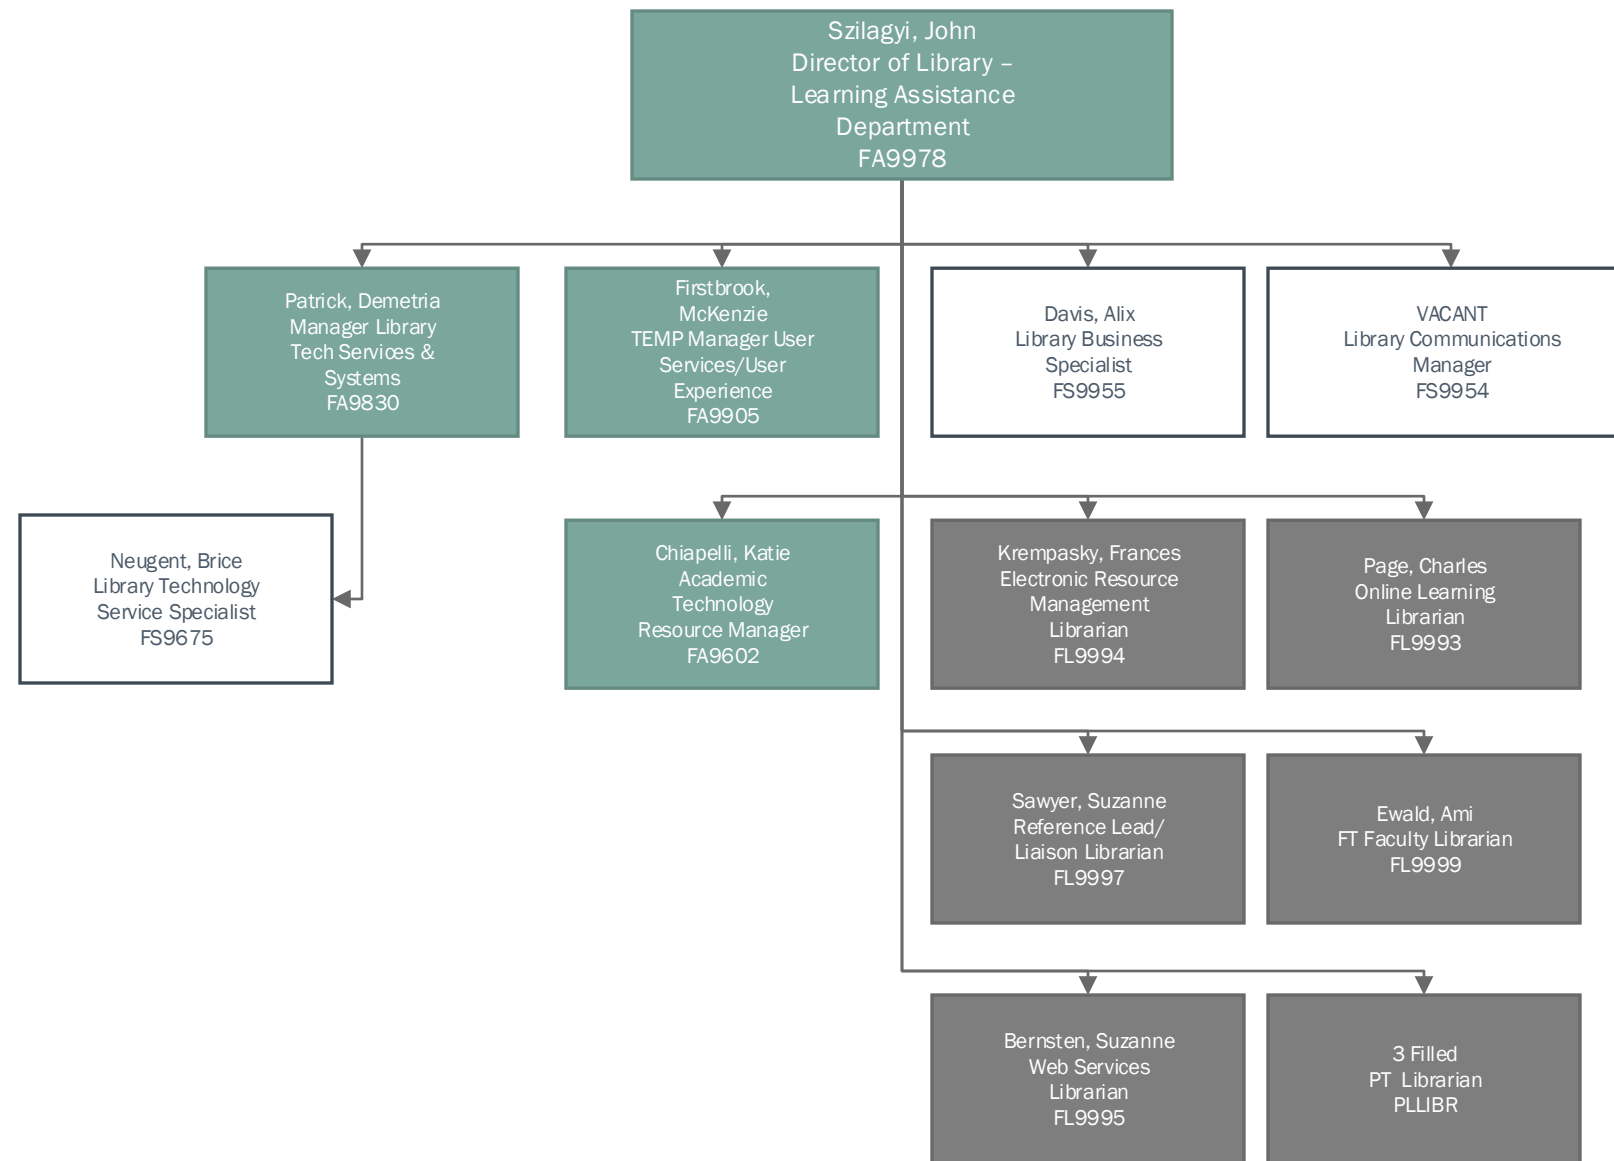 Szilagyi, John
Director of Library –
Learning Assistance
Department
FA9978
Patrick, Demetria
Manager Library
Tech Services &
Systems
FA9830
Firstbrook,
McKenzie
TEMP Manager User
Services/User
Experience
FA9905
Davis, Alix
Library Business
Specialist
FS9955
VACANT
Library Communications
Manager
FS9954
Neugent, Brice
Library Technology
Service Specialist
FS9675
Chiapelli, Katie
Academic
Technology
Resource Manager
FA9602
Krempasky, Frances
Electronic Resource
Management
Librarian
FL9994
Page, Charles
Online Learning
Librarian
FL9993
Sawyer, Suzanne
Reference Lead/
Liaison Librarian
FL9997
Ewald, Ami
FT Faculty Librarian
FL9999
Bernsten, Suzanne
Web Services
Librarian
FL9995
3 Filled
PT  Librarian
PLLIBR